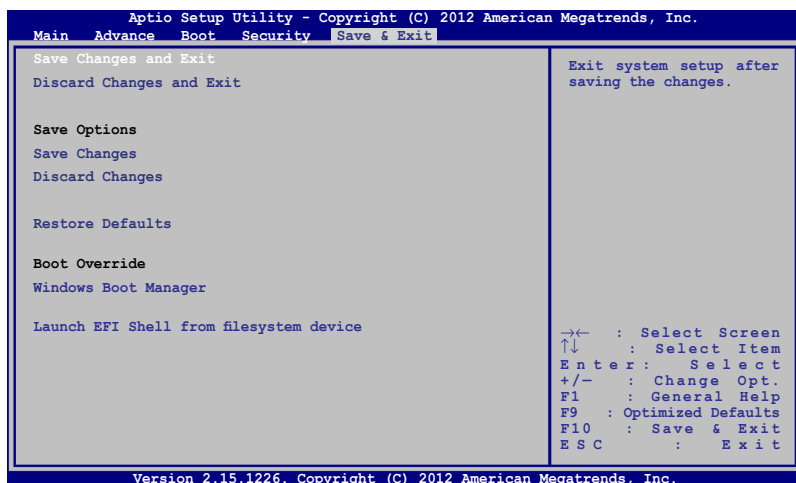 Aptio Setup Utility - Copyright (C) 2012 American Megatrends, Inc.
Main Advance Boot Security Save & Exit
Save Changes and Exit
Discard Changes and Exit
Save Options
Save Changes
Discard Changes
Restore Defaults
Boot Override
Windows Boot Manager
Launch EFI Shell from filesystem device
Exit system setup after
saving the changes.
→← : Select Screen
↑↓ : Select Item
Enter: Select
+/— : Change Opt.
F1 : General Help
F9 : Optimized Defaults
F10 : Save & Exit
ESC : Exit
Version 2.15.1226. Copyright (C) 2012 American Megatrends, Inc.